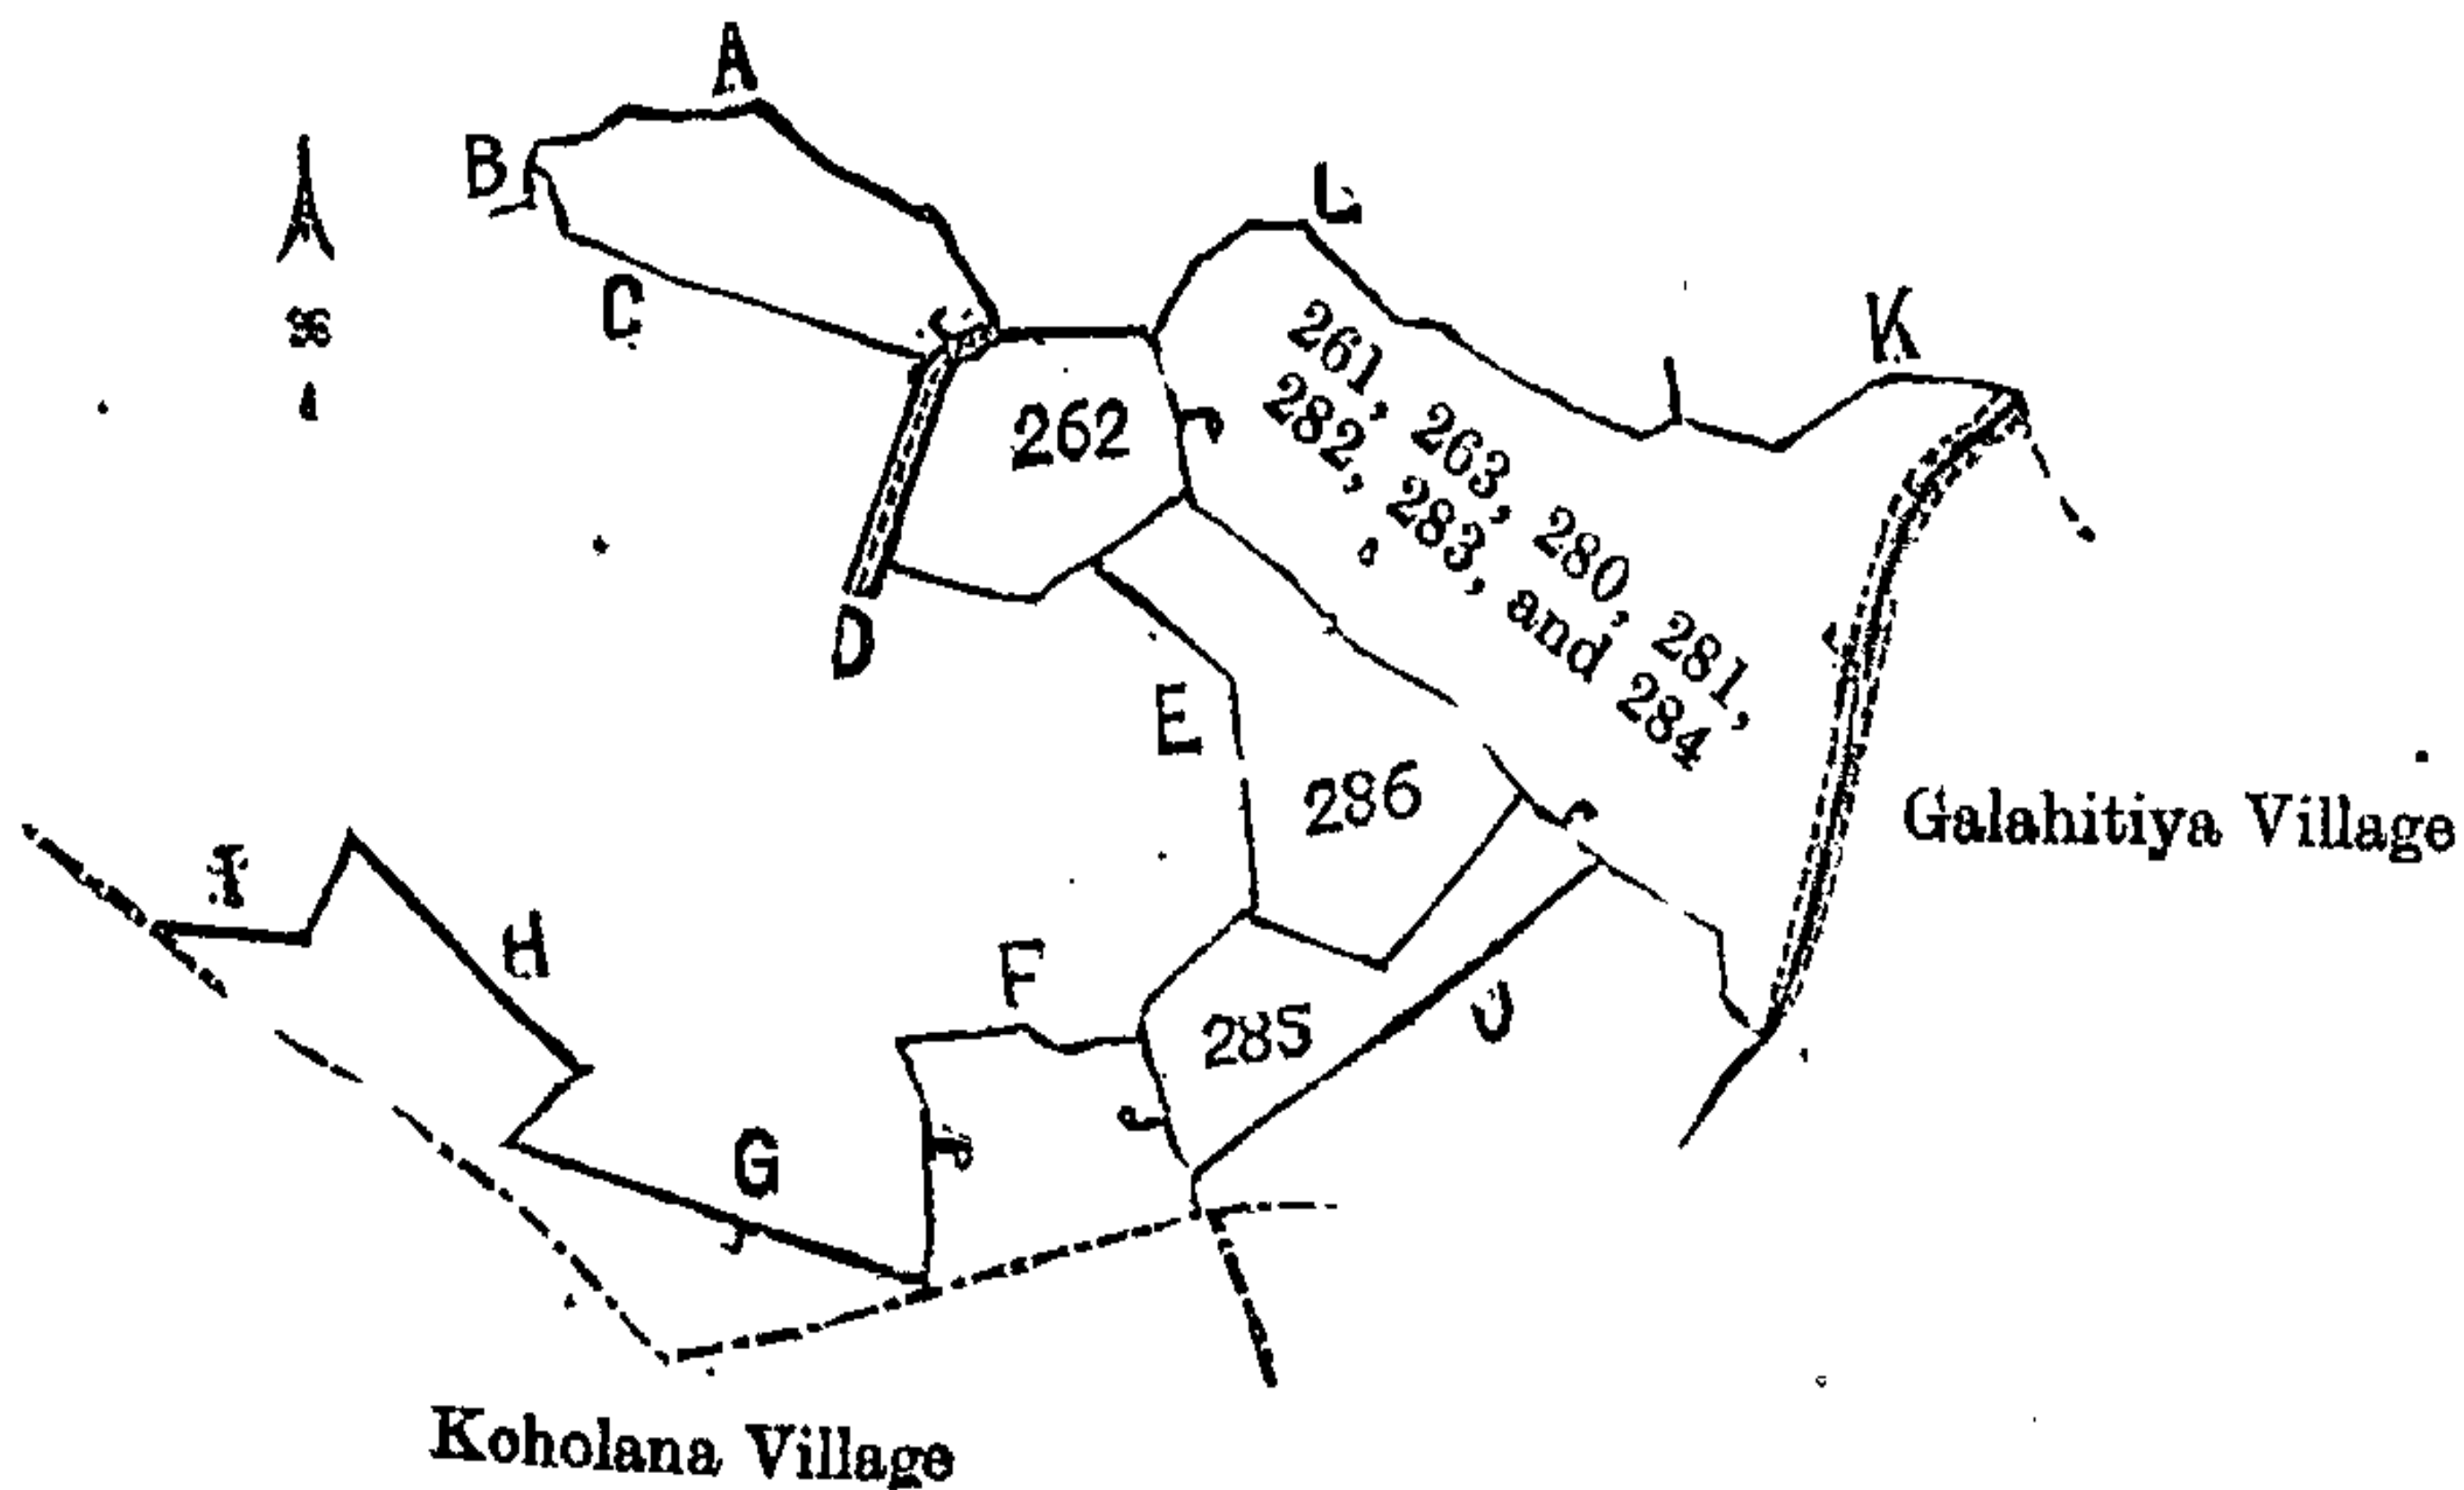 A
B
L
C
K
262
261, 263, 280, 281,
282, 283, and 284
D
E
286
Galahitiya Village
I
H
F
285
J
G
Koholana Village